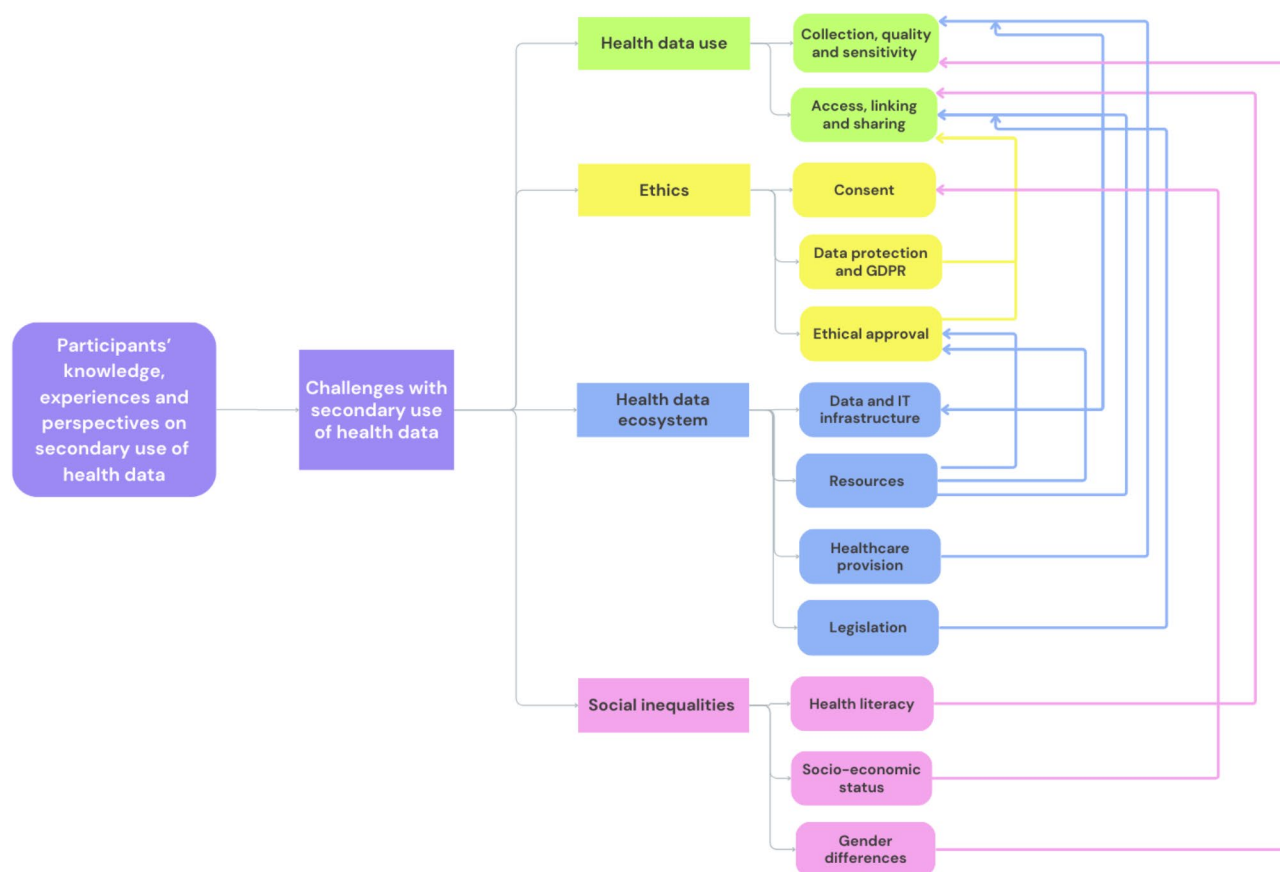 Participants’
knowledge,
experiences and
perspectives on
secondary use of
health data
Challenges with
secondary use
of health data
Health data use
Collection, quality
and sensitivity
Access, linking
and sharing
Ethics
Consent
Data protection
and GDPR
Ethical approval
Health data
ecosystem
Data and IT
infrastructure
Resources
Healthcare
provision
Legislation
Social inequalities
Health literacy
Socio-economic
status
Gender
differences